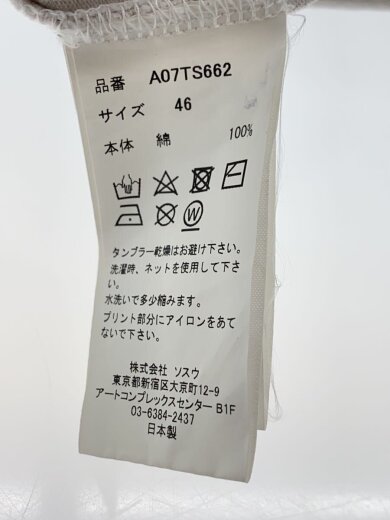 品番 A07TS662
サイズ 46
本体 綿 100%
W
タンブラー乾燥はお避け下さい。
洗濯時、ネットを使用して下さ
い。
水洗いで多少縮みます。
プリント部分にアイロンをあて
ないで下さい。
株式会社 ソスウ
東京都新宿区大京町12-9
アートコンプレックスセンター B1F
03-6384-2437
日本製